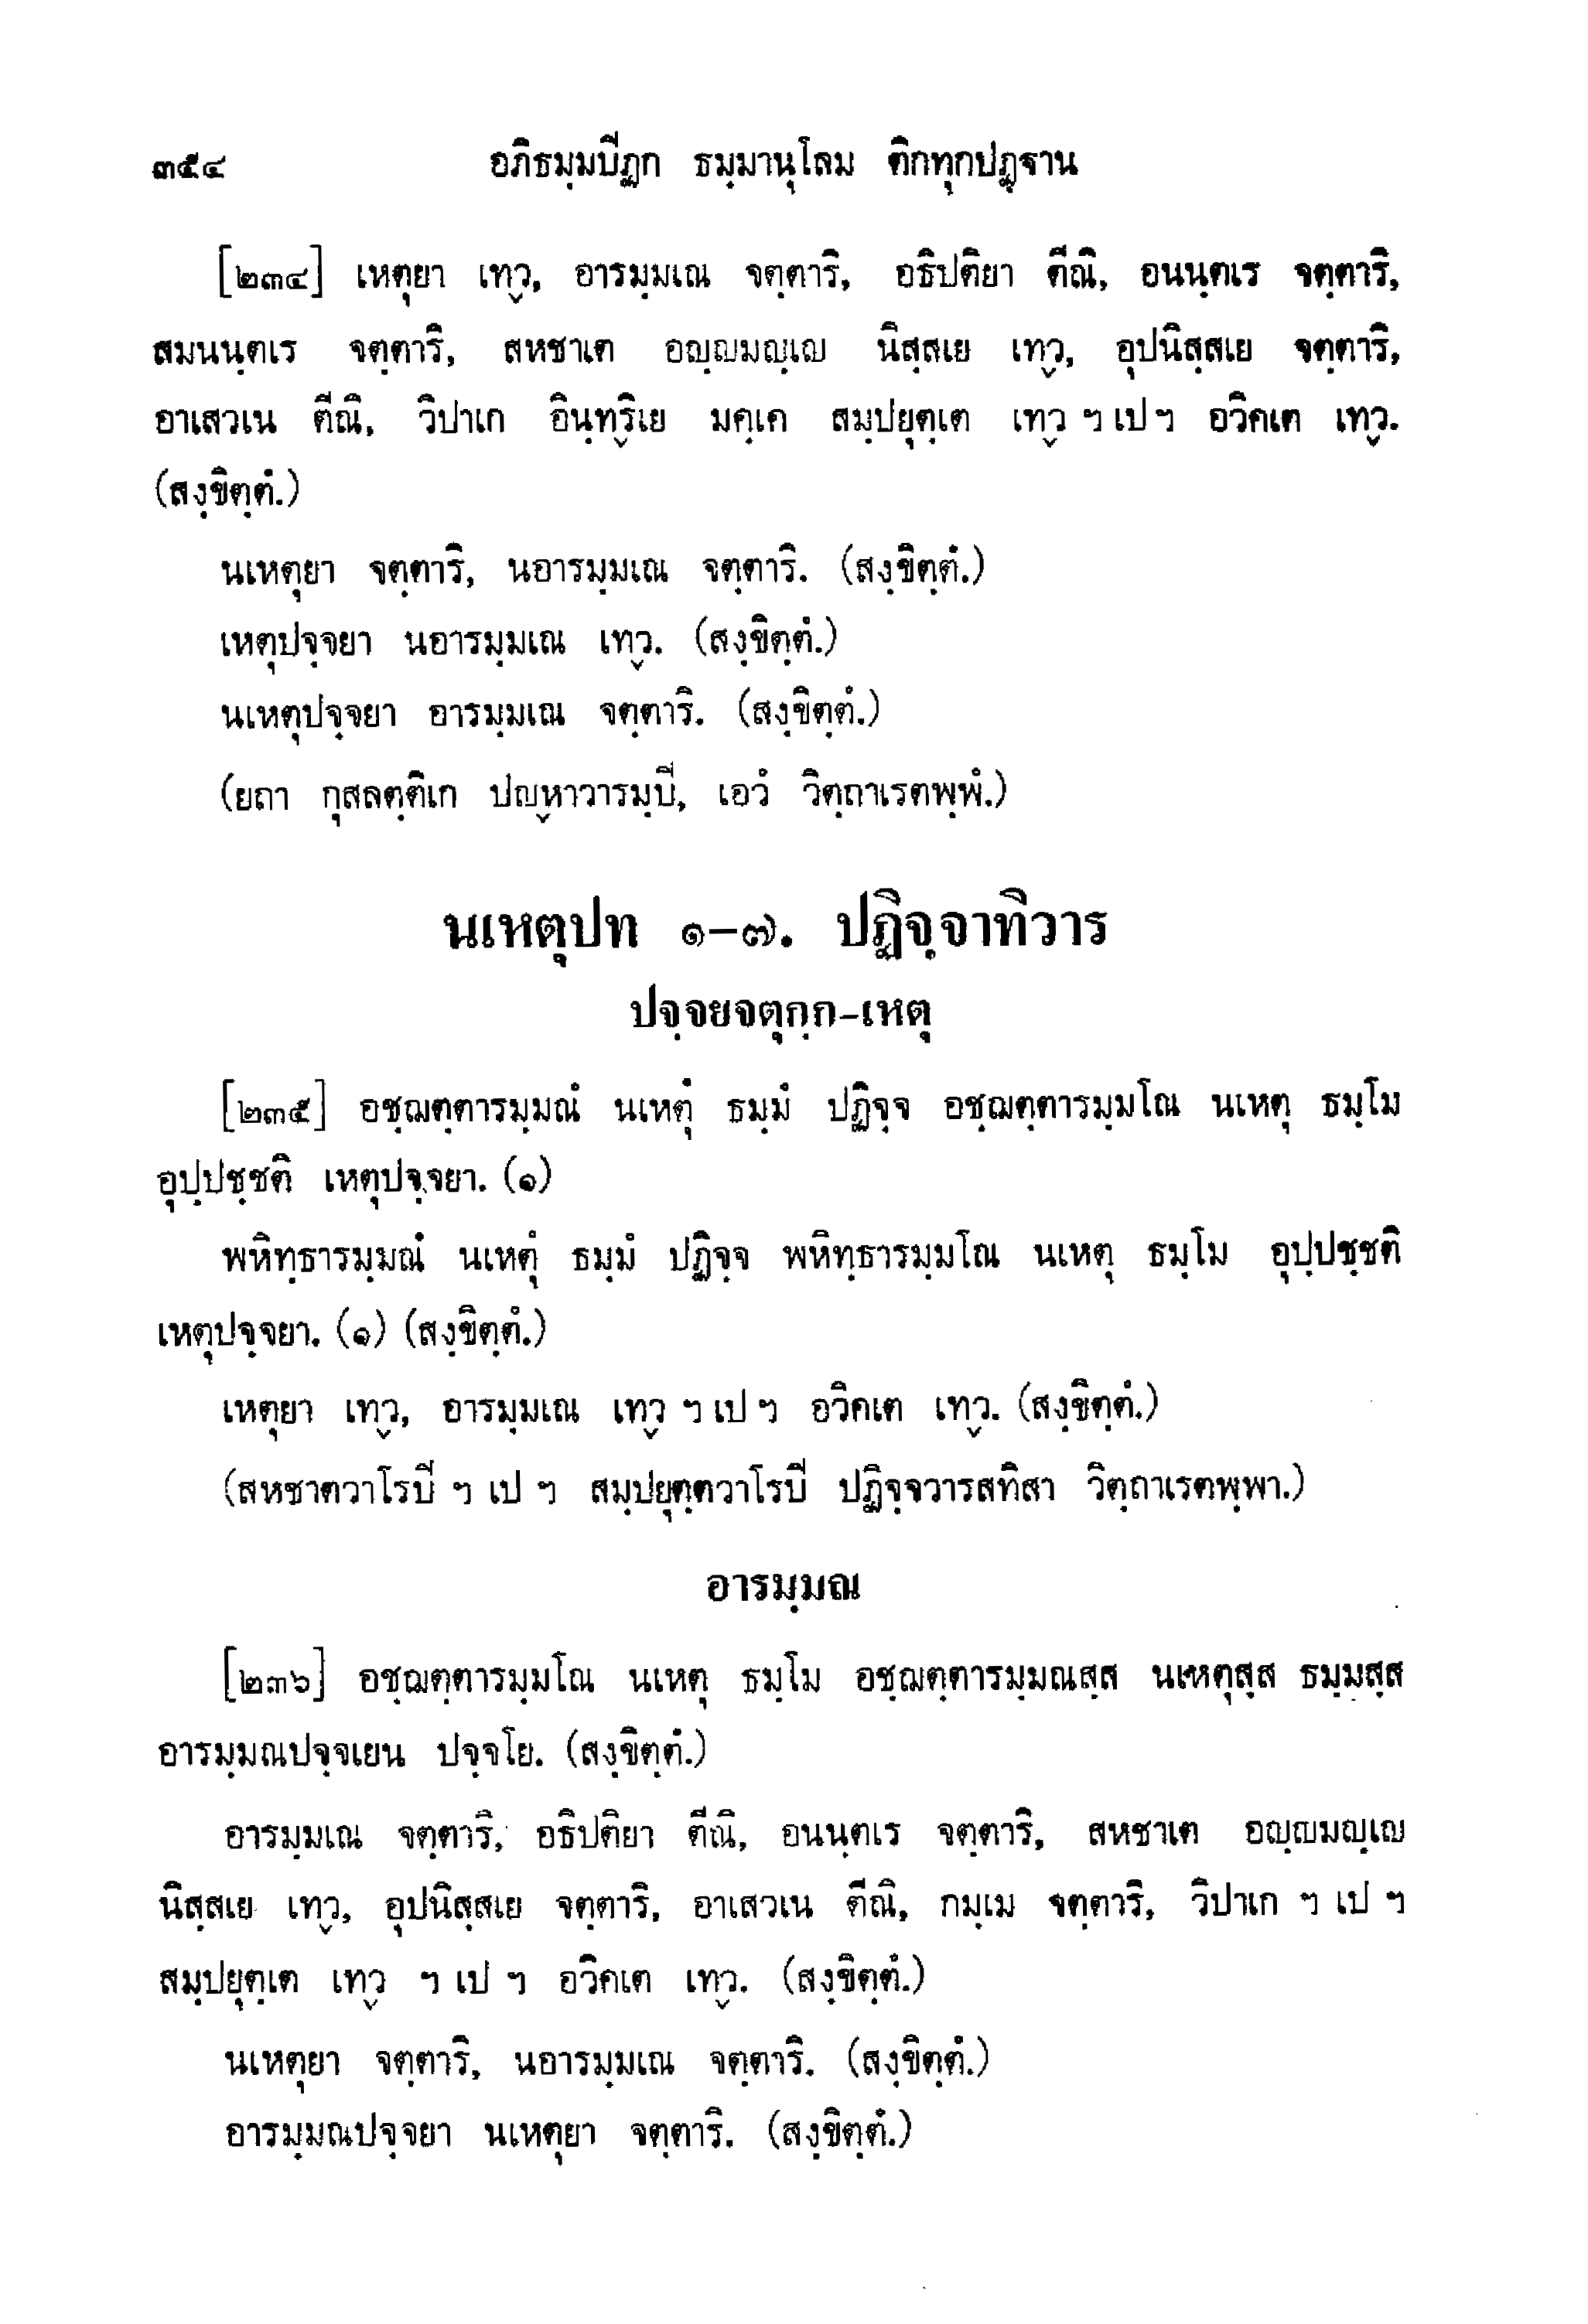 ๓๕๔ อภิธมฺมปิฏก ธมฺมานุโลม ติกทุกปฏฺฐาน
[๒๓๔] เหตุยา เทฺว, อารมฺมเณ จตฺตาริ, อธิปติยา ตีณิ, อนนฺตเร จตฺตาริ,
สมนนฺตเร จตฺตาริ, สหชาเต อญฺญมญฺเญ นิสฺสเย เทฺว, อุปนิสฺสเย จตฺตาริ,
อาเสวเน ตีณิ, วิปาเก อินฺทฺริเย มคฺเค สมฺปยุตฺเต เทฺว ฯ เป ฯ อวิคเต เทฺว.
(สงฺขิตฺตํ.)
นเหตุยา จตฺตาริ, นอารมฺมเณ จตฺตาริ. (สงฺขิตฺตํ.)
เหตุปจฺจยา นอารมฺมเณ เทฺว. (สงฺขิตฺตํ.)
นเหตุปจฺจยา อารมฺมเณ จตฺตาริ. (สงฺขิตฺตํ.)
(ยถา กุสลตฺติเก ปญฺหาวารมฺปิ, เอวํ วิตฺถาเรตพฺพํ.)
นเหตุปท ๑-๗. ปฏิจฺจาทิวาร
ปจฺจยจตุกฺก-เหตุ
[๒๓๕] อชฺฌตฺตารมฺมณํ นเหตุํ ธมฺมํ ปฏิจฺจ อชฺฌตฺตารมฺมโณ นเหตุ ธมฺโม
อุปฺปชฺชติ เหตุปจฺจยา. (๑)
พหิทฺธารมฺมณํ นเหตุํ ธมฺมํ ปฏิจฺจ พหิทฺธารมฺมโณ นเหตุ ธมฺโม อุปฺปชฺชติ
เหตุปจฺจยา. (๑) (สงฺขิตฺตํ.)
เหตุยา เทฺว, อารมฺมเณ เทฺว ฯ เป ฯ อวิคเต เทฺว. (สงฺขิตฺตํ.)
(สหชาตวาโรปิ ฯ เป ฯ สมฺปยุตฺตวาโรปิ ปฏิจฺจวารสทิสา วิตฺถาเรตพฺพา.)
อารมฺมณ
[๒๓๖] อชฺฌตฺตารมฺมโณ นเหตุ ธมฺโม อชฺฌตฺตารมฺมณสฺส นเหตุสฺส ธมฺมสฺส
อารมฺมณปจฺจเยน ปจฺจโย. (สงฺขิตฺตํ.)
อารมฺมเณ จตฺตาริ, อธิปติยา ตีณิ, อนนฺตเร จตฺตาริ, สหชาเต อญฺญมญฺเญ
นิสฺสเย เทฺว, อุปนิสฺสเย จตฺตาริ, อาเสวเน ตีณิ, กมฺเม จตฺตาริ, วิปาเก ฯ เป ฯ
สมฺปยุตฺเต เทฺว ฯ เป ฯ อวิคเต เทฺว. (สงฺขิตฺตํ.)
นเหตุยา จตฺตาริ, นอารมฺมเณ จตฺตาริ. (สงฺขิตฺตํ.)
อารมฺมณปจฺจยา นเหตุยา จตฺตาริ. (สงฺขิตฺตํ.)